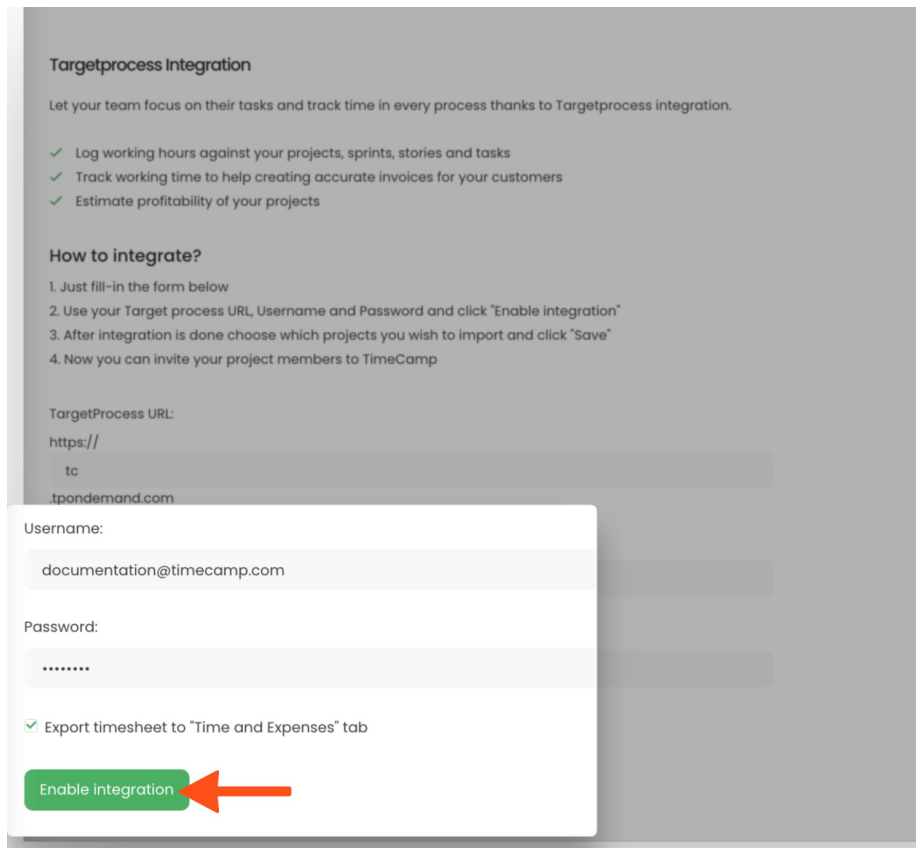 Targetprocess Integration
Let your team focus on their tasks and track time in every process thanks to Targetprocess integration.
Log working hours against your projects, sprints, stories and tasks
Track working time to help creating accurate invoices for your customers
Estimate profitability of your projects
How to integrate?
1. Just fill-in the form below
2. Use your Target process URL, Username and Password and click "Enable integration"
3. After integration is done choose which projects you wish to import and click "Save"
4. Now you can invite your project members to TimeCamp
TargetProcess URL:
https://
tc
.tpondemand.com
Username:
documentation@timecamp.com
Password:
••••••••
Export timesheet to "Time and Expenses" tab
Enable integration